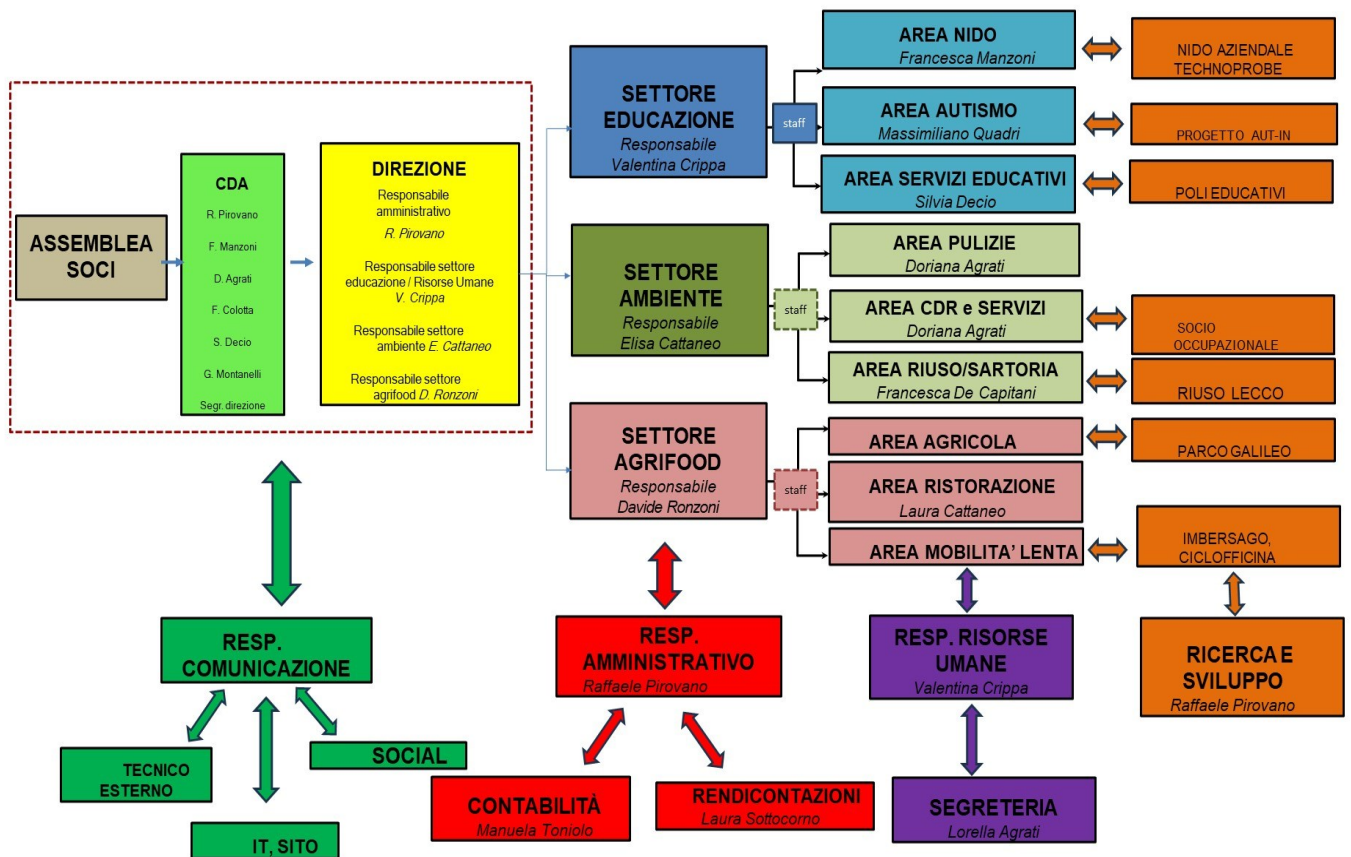 ASSEMBLEA
SOCI
CDA
R. Pirovano
F. Manzoni
D. Agrati
F. Colotta
S. Decio
G. Montanelli
Segr. direzione
DIREZIONE
Responsabile
amministrativo
R. Pirovano
Responsabile settore
educazione / Risorse Umane
V. Crippa
Responsabile settore
ambiente E. Cattaneo
Responsabile settore
agrifood D. Ronzoni
SETTORE
EDUCAZIONE
Responsabile
Valentina Crippa
staff
AREA NIDO
Francesca Manzoni
NIDO AZIENDALE
TECHNOPROBE
AREA AUTISMO
Massimiliano Quadri
PROGETTO AUT-IN
AREA SERVIZI EDUCATIVI
Silvia Decio
POLI EDUCATIVI
SETTORE
AMBIENTE
Responsabile
Elisa Cattaneo
staff
AREA PULIZIE
Doriana Agrati
AREA CDR e SERVIZI
Doriana Agrati
SOCIO
OCCUPAZIONALE
AREA RIUSO/SARTORIA
Francesca De Capitani
RIUSO LECCO
SETTORE
AGRIFOOD
Responsabile
Davide Ronzoni
staff
AREA AGRICOLA
PARCO GALILEO
AREA RISTORAZIONE
Laura Cattaneo
AREA MOBILITA' LENTA
IMBERSAGO,
CICLOFFICINA
RESP.
COMUNICAZIONE
TECNICO
ESTERNO
IT, SITO
SOCIAL
RESP.
AMMINISTRATIVO
Raffaele Pirovano
CONTABILITÀ
Manuela Toniolo
RENDICONTAZIONI
Laura Sottocorno
RESP. RISORSE
UMANE
Valentina Crippa
SEGRETERIA
Lorella Agrati
RICERCA E
SVILUPPO
Raffaele Pirovano